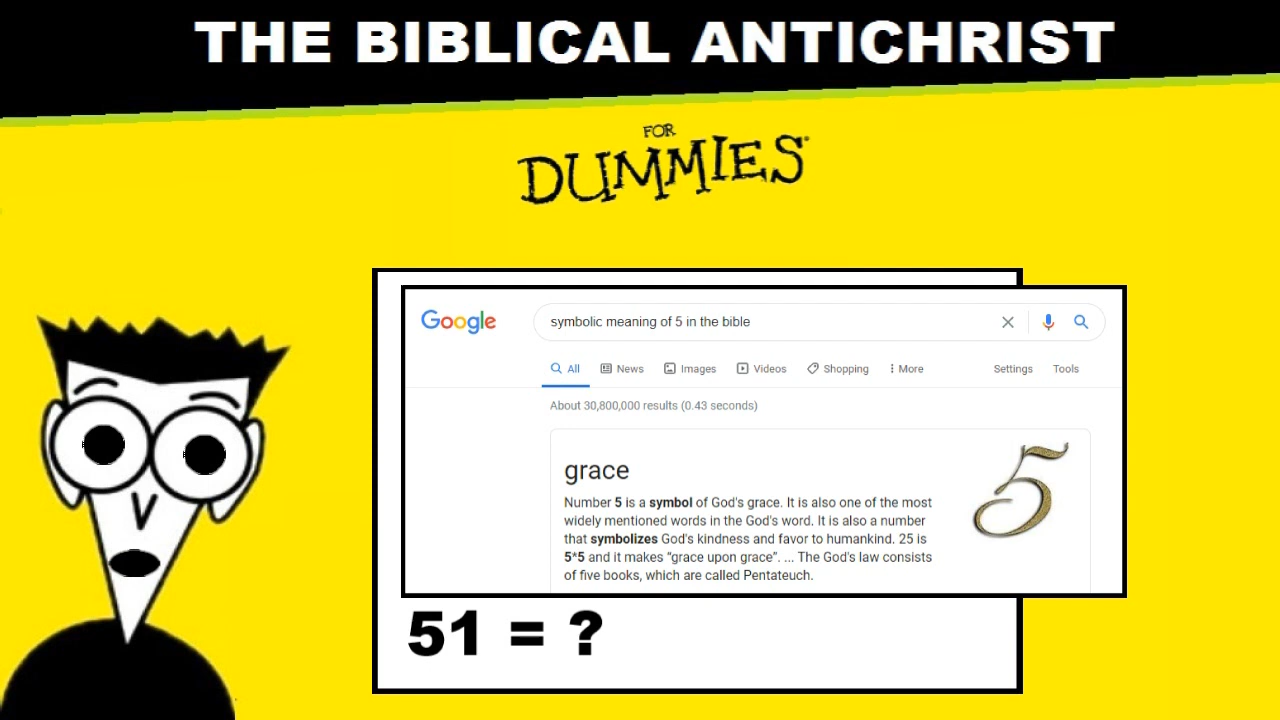 THE BIBLICAL ANTICHRIST
FOR
DUMMIES
Google
symbolic meaning of 5 in the bible
All News Images Videos Shopping More Settings Tools
About 30,800,000 results (0.43 seconds)
grace
5
Number 5 is a symbol of God's grace. It is also one of the most
widely mentioned words in the God's word. It is also a number
that symbolizes God's kindness and favor to humankind. 25 is
5*5 and it makes “grace upon grace”. ... The God's law consists
of five books, which are called Pentateuch.
51 = ?